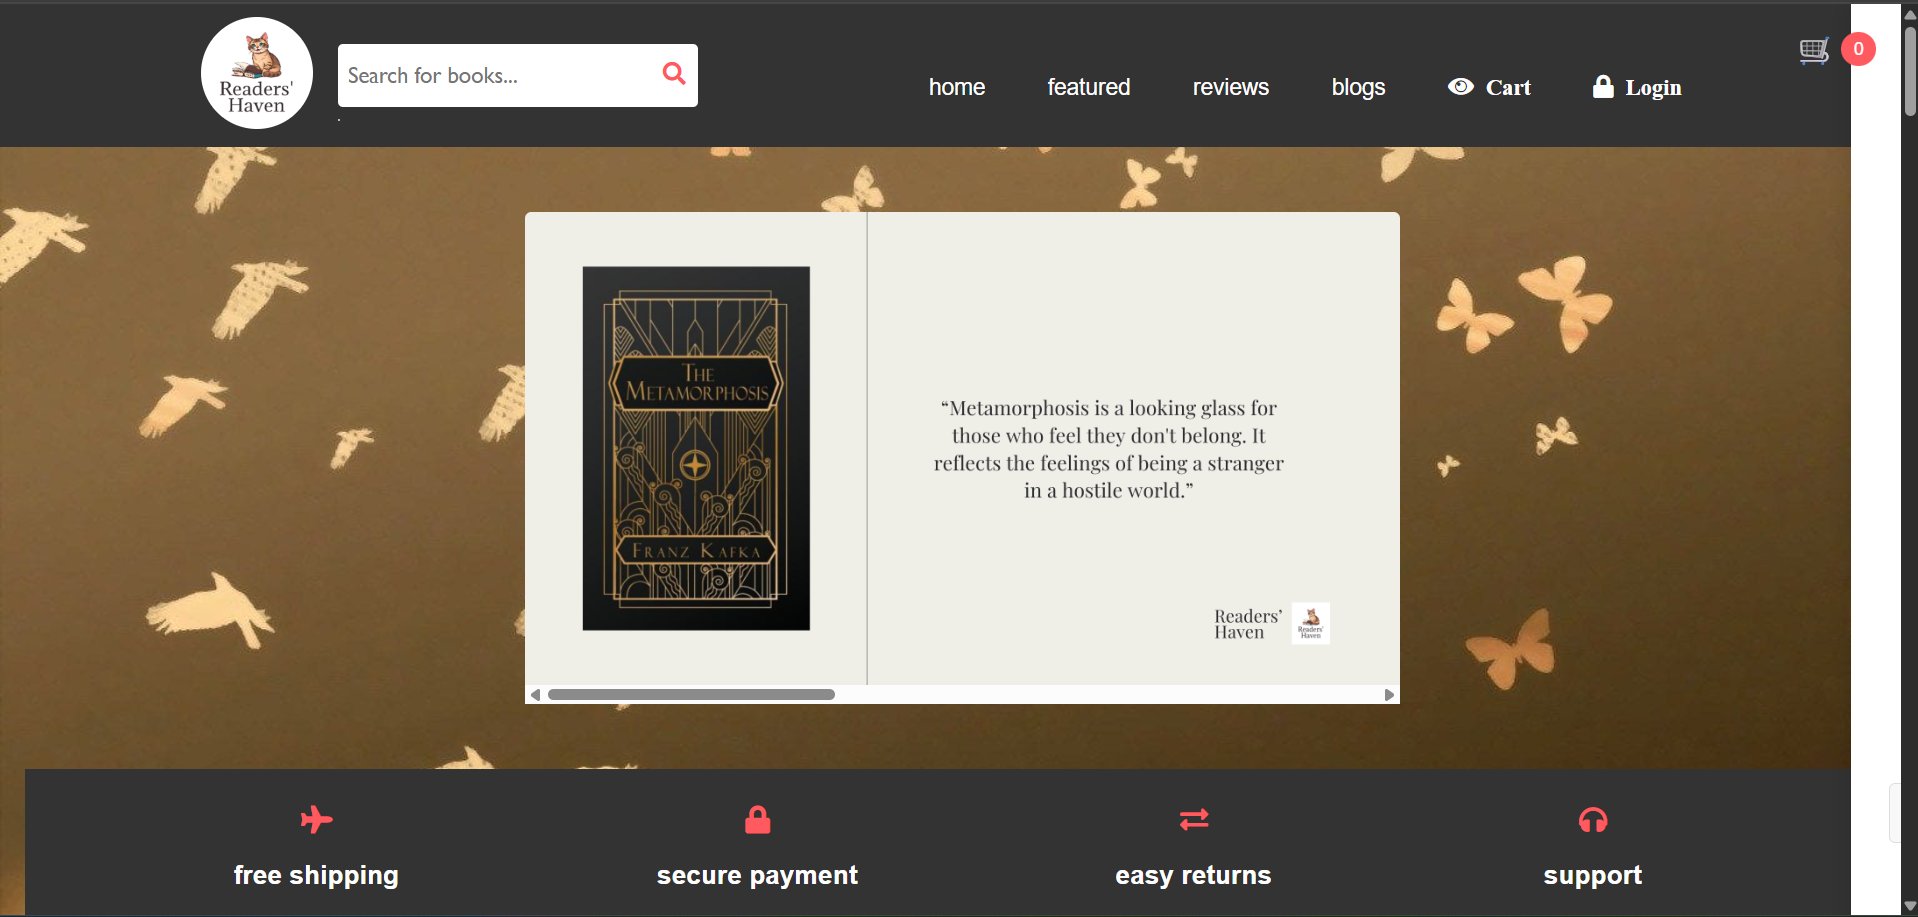 Readers'
Haven
Search for books...
home
featured
reviews
blogs
Cart
Login
0
THE
METAMORPHOSIS
FRANZ KAFKA
“Metamorphosis is a looking glass for
those who feel they don't belong. It
reflects the feelings of being a stranger
in a hostile world.”
Readers’
Haven
Readers'
Haven
free shipping
secure payment
easy returns
support